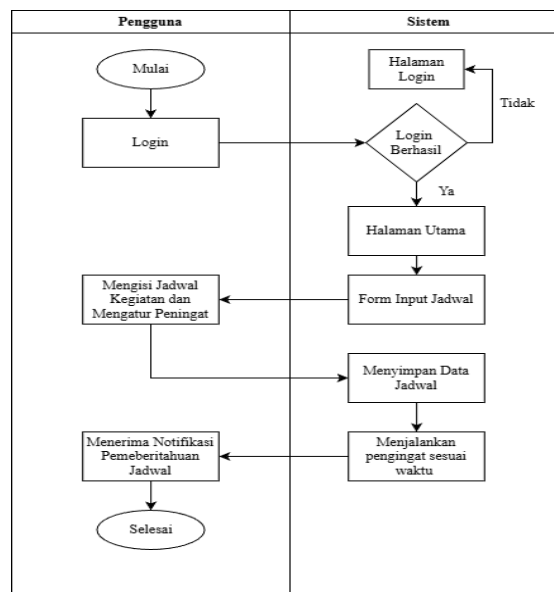 Pengguna
Sistem
Mulai
Halaman
Login
Tidak
Login
Login
Berhasil
Ya
Halaman Utama
Mengisi Jadwal
Kegiatan dan
Mengatur Peningat
Form Input Jadwal
Menyimpan Data
Jadwal
Menerima Notifikasi
Pemeberitahuan
Jadwal
Menjalankan
pengingat sesuai
waktu
Selesai